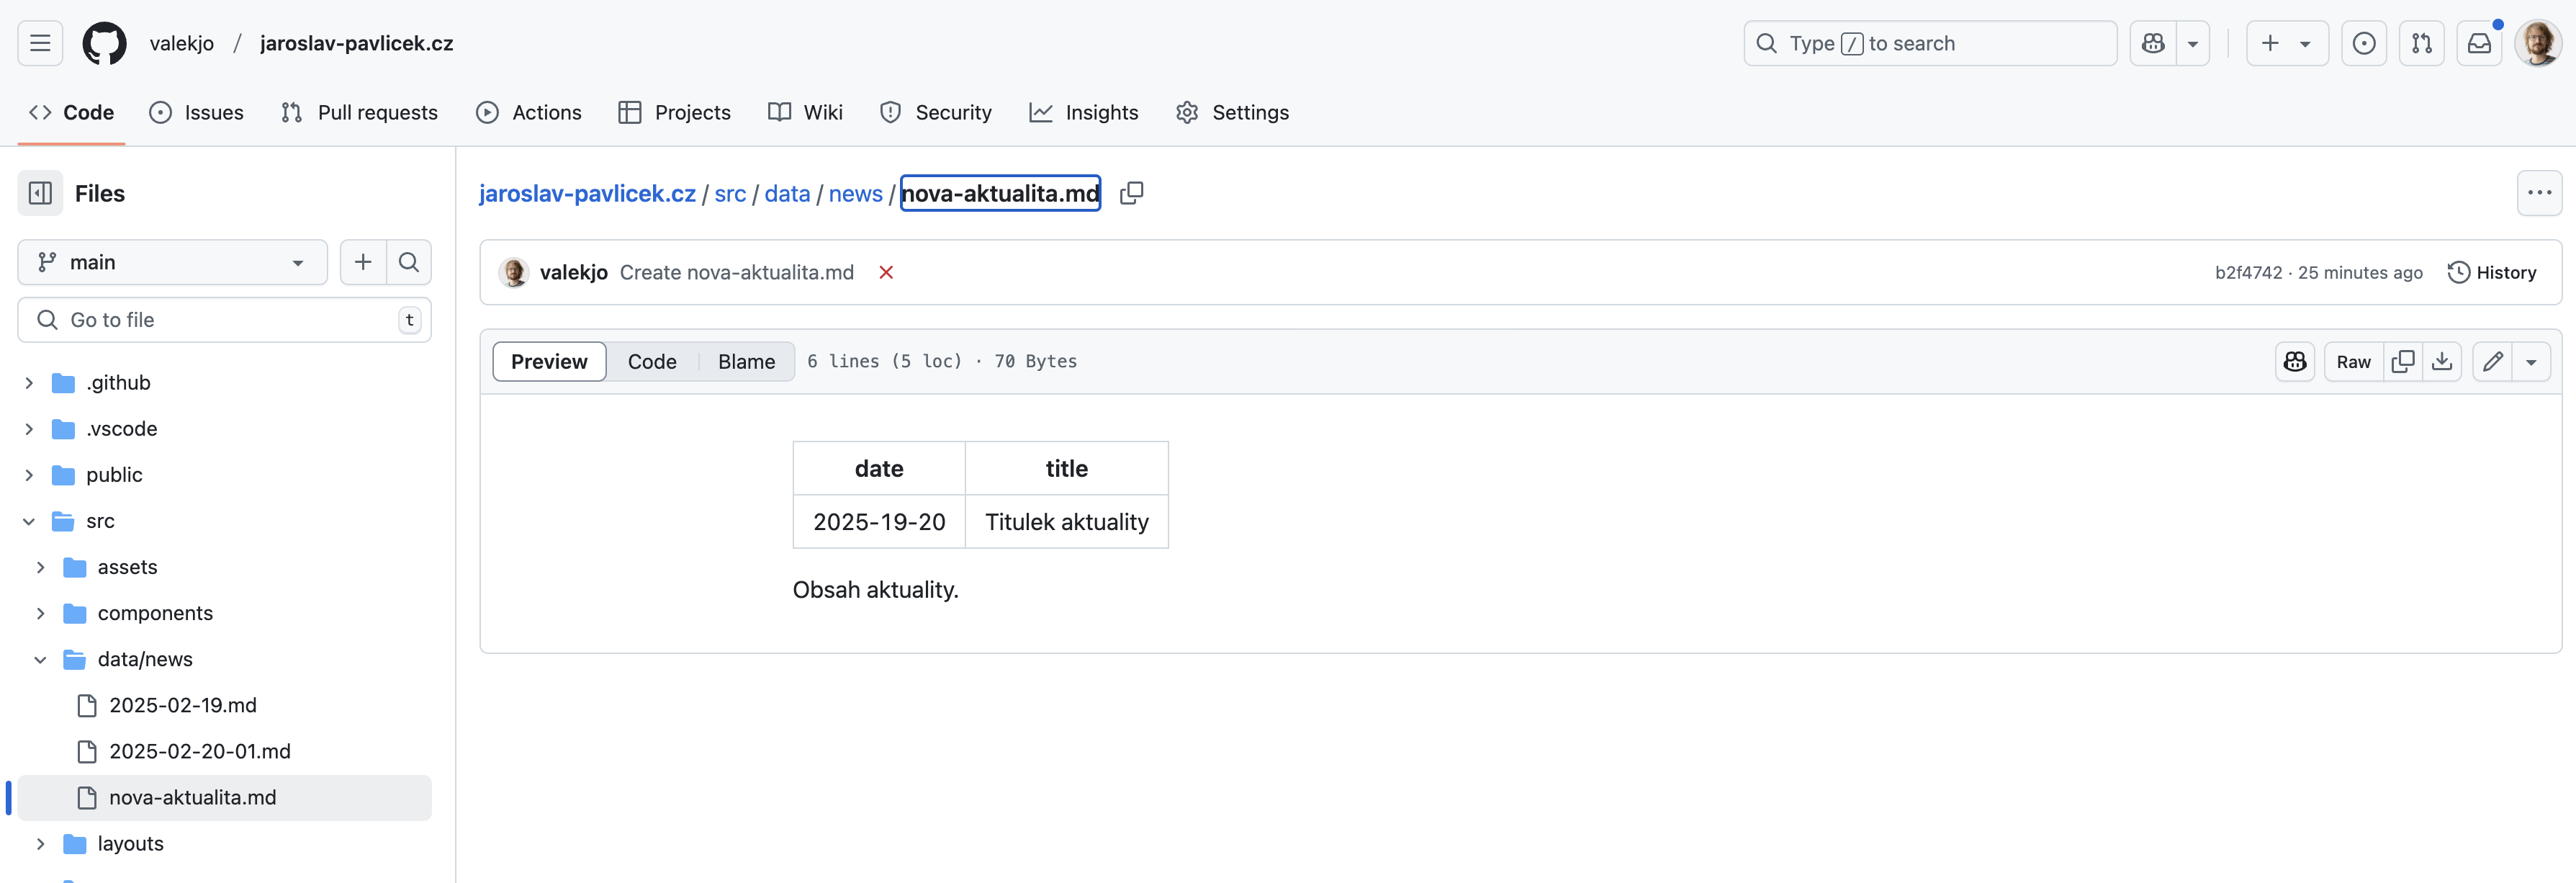 valekjo / jaroslav-pavlicek.cz
Type / to search
Code Issues Pull requests Actions Projects Wiki Security Insights Settings
Files
main
Go to file t
.github
.vscode
public
src
assets
components
data/news
2025-02-19.md
2025-02-20-01.md
nova-aktualita.md
layouts
jaroslav-pavlicek.cz / src / data / news / nova-aktualita.md
valekjo Create nova-aktualita.md
b2f4742 · 25 minutes ago History
Preview Code Blame 6 lines (5 loc) · 70 Bytes
Raw
date title
2025-19-20 Titulek aktuality
Obsah aktuality.